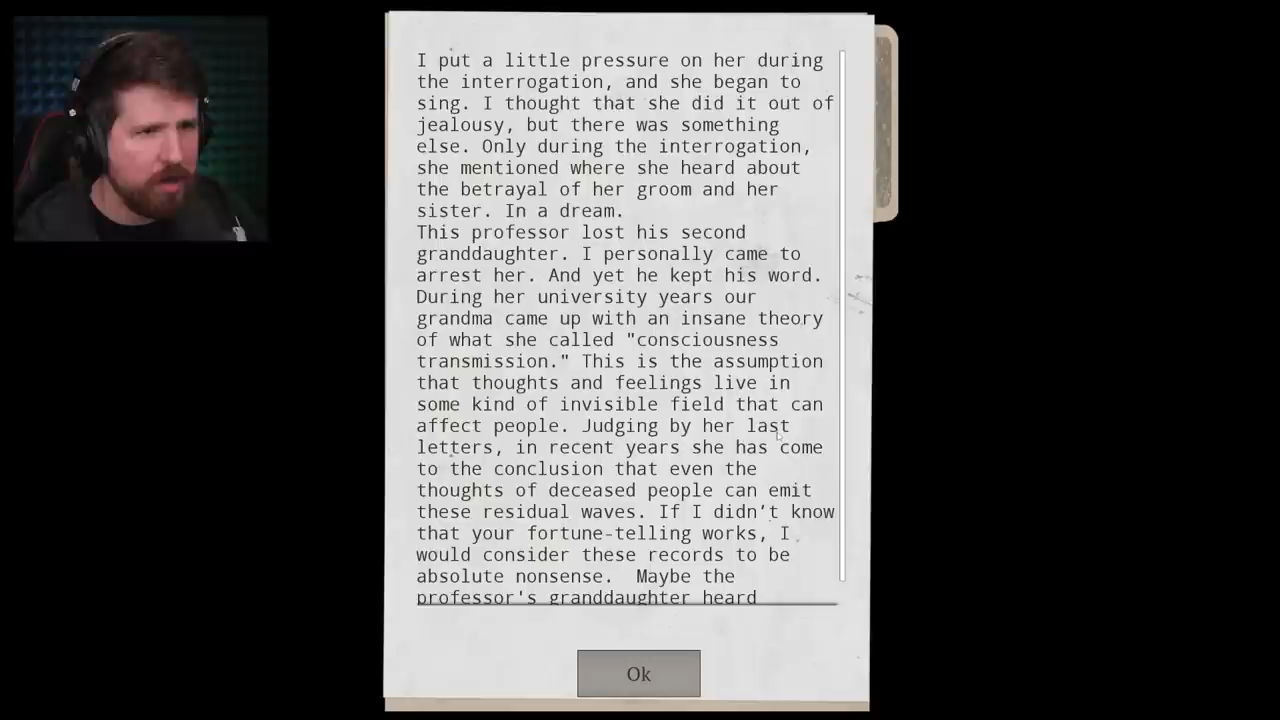 I put a little pressure on her during
the interrogation, and she began to
sing. I thought that she did it out of
jealousy, but there was something
else. Only during the interrogation,
she mentioned where she heard about
the betrayal of her groom and her
sister. In a dream.
This professor lost his second
granddaughter. I personally came to
arrest her. And yet he kept his word.
During her university years our
grandma came up with an insane theory
of what she called "consciousness
transmission." This is the assumption
that thoughts and feelings live in
some kind of invisible field that can
affect people. Judging by her last
letters, in recent years she has come
to the conclusion that even the
thoughts of deceased people can emit
these residual waves. If I didn’t know
that your fortune-telling works, I
would consider these records to be
absolute nonsense.  Maybe the
professor's granddaughter heard
Ok